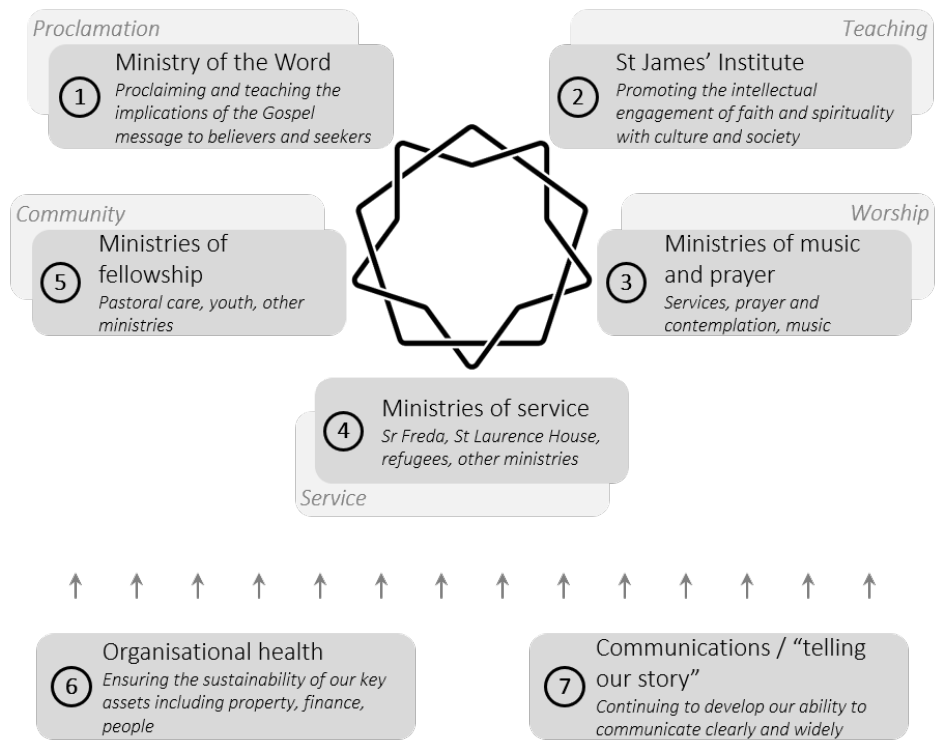 Proclamation
1
Ministry of the Word
Proclaiming and teaching the
implications of the Gospel
message to believers and seekers
Teaching
2
St James’ Institute
Promoting the intellectual
engagement of faith and spirituality
with culture and society
Community
5
Ministries of
fellowship
Pastoral care, youth, other
ministries
Worship
3
Ministries of music
and prayer
Services, prayer and
contemplation, music
4
Ministries of service
Sr Freda, St Laurence House,
refugees, other ministries
Service
6
Organisational health
Ensuring the sustainability of our key
assets including property, finance,
people
7
Communications / “telling
our story”
Continuing to develop our ability to
communicate clearly and widely